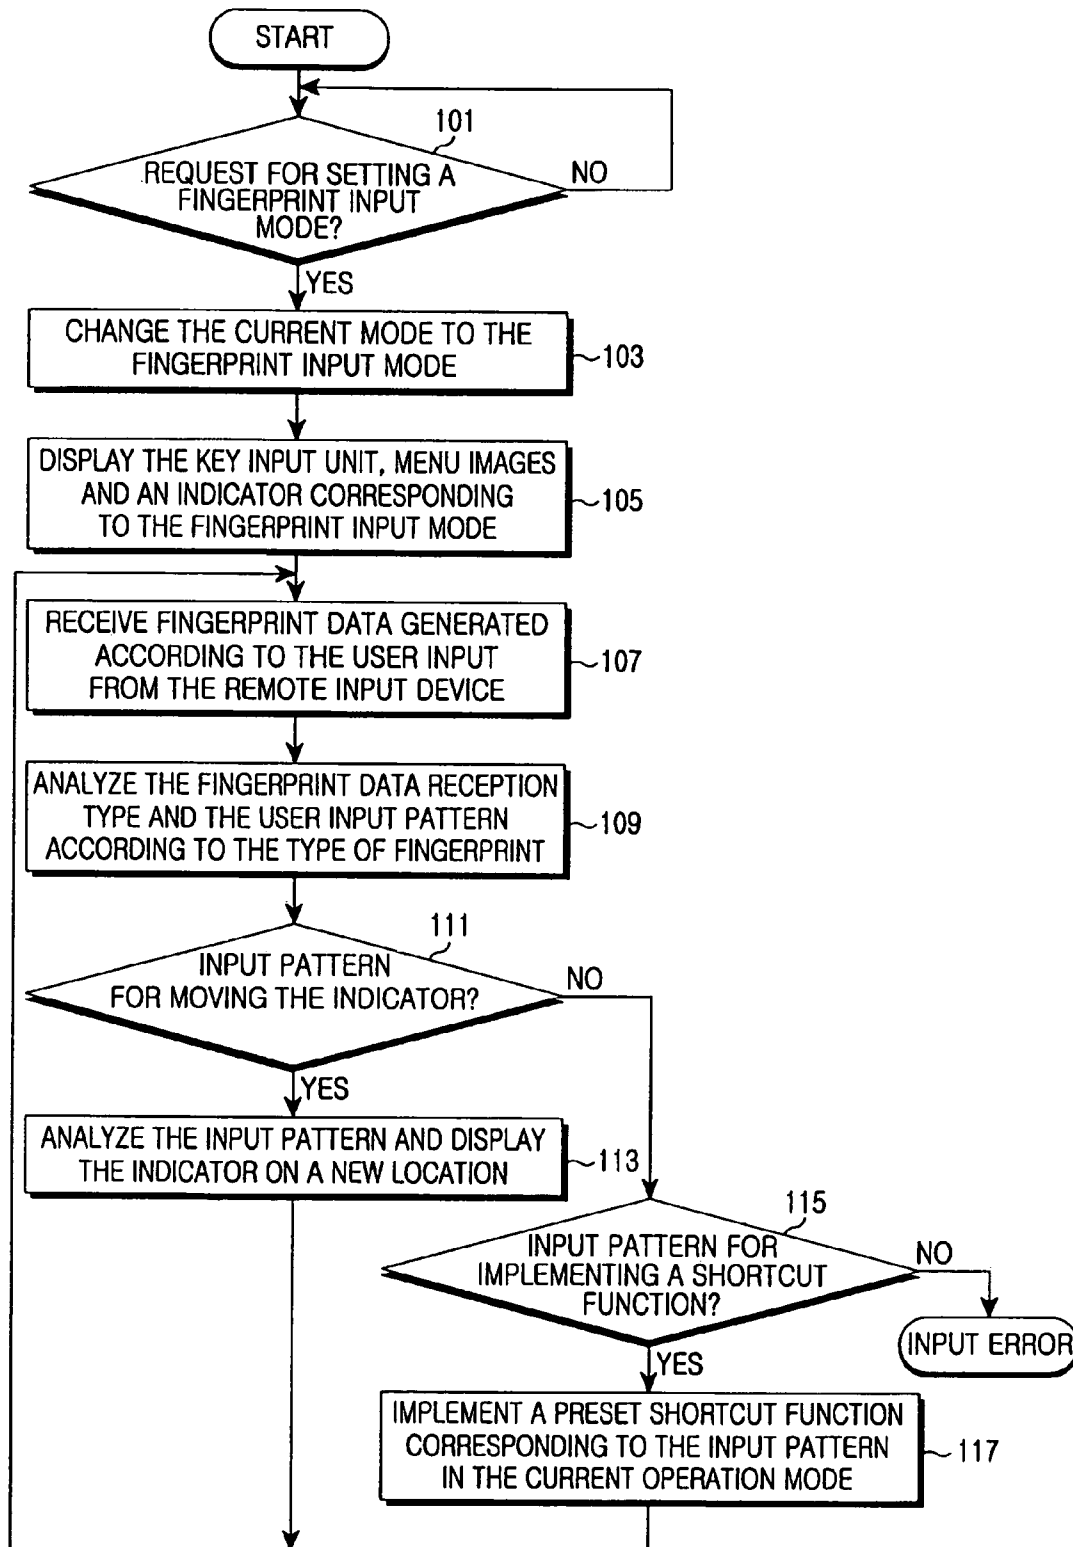 START
101
REQUEST FOR SETTING A
FINGERPRINT INPUT
MODE?
NO
YES
CHANGE THE CURRENT MODE TO THE
FINGERPRINT INPUT MODE
103
DISPLAY THE KEY INPUT UNIT, MENU IMAGES
AND AN INDICATOR CORRESPONDING
TO THE FINGERPRINT INPUT MODE
105
RECEIVE FINGERPRINT DATA GENERATED
ACCORDING TO THE USER INPUT
FROM THE REMOTE INPUT DEVICE
107
ANALYZE THE FINGERPRINT DATA RECEPTION
TYPE AND THE USER INPUT PATTERN
ACCORDING TO THE TYPE OF FINGERPRINT
109
111
INPUT PATTERN
FOR MOVING THE INDICATOR?
NO
YES
ANALYZE THE INPUT PATTERN AND DISPLAY
THE INDICATOR ON A NEW LOCATION
113
115
INPUT PATTERN FOR
IMPLEMENTING A SHORTCUT
FUNCTION?
NO
INPUT ERROR
YES
IMPLEMENT A PRESET SHORTCUT FUNCTION
CORRESPONDING TO THE INPUT PATTERN
IN THE CURRENT OPERATION MODE
117